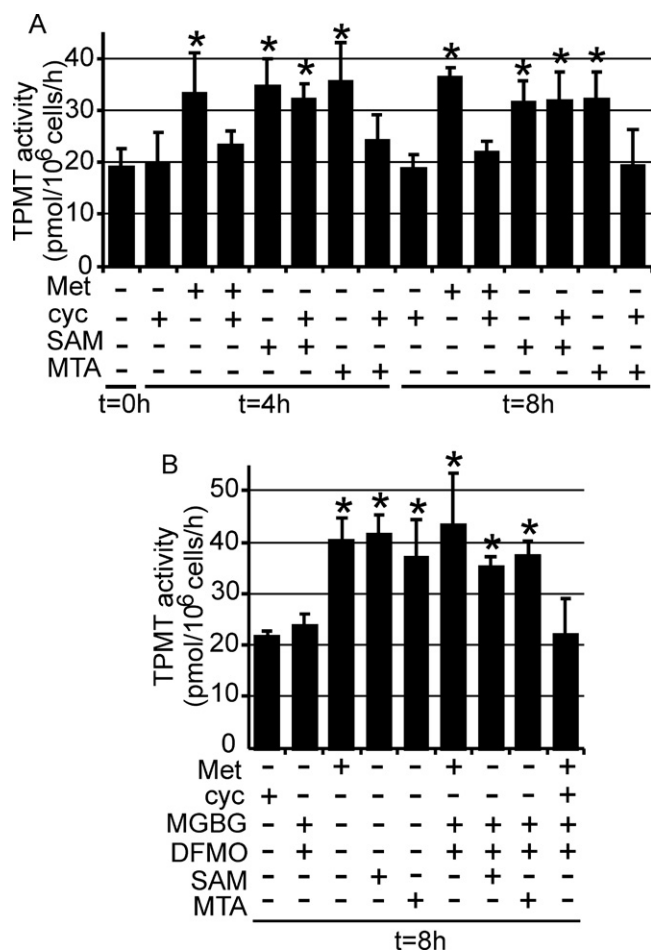 A
* * * * * * * *
40
30
20
10
0
TPMT activity
(pmol/10⁶ cells/h)
Met - - + + - - - - - + + - - - -
cyc - + - + - + - + + - + - + - +
SAM - - - - + + - - - - - + + - -
MTA - - - - - - + + - - - - - + +
t=0h t=4h t=8h
B
* * * * * *
50
40
30
20
10
0
TPMT activity
(pmol/10⁶ cells/h)
Met - - + - - + - - +
cyc + - - - - - - - +
MGBG - + - - - + + + +
DFMO - + - - - + + + +
SAM - - - + - - + - -
MTA - - - - + - - + -
t=8h